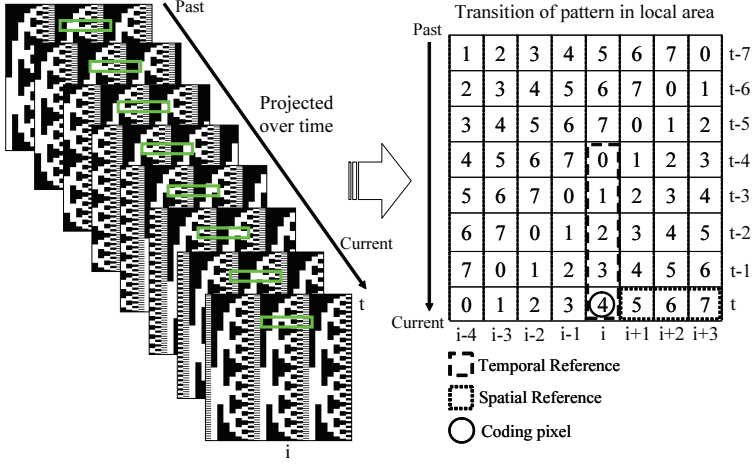 Past
Projected
over time
Current
t
i
Transition of pattern in local area
Past
1 2 3 4 5 6 7 0 t-7
2 3 4 5 6 7 0 1 t-6
3 4 5 6 7 0 1 2 t-5
4 5 6 7 0 1 2 3 t-4
5 6 7 0 1 2 3 4 t-3
6 7 0 1 2 3 4 5 t-2
7 0 1 2 3 4 5 6 t-1
0 1 2 3 4 5 6 7 t
Current
i-4 i-3 i-2 i-1 i i+1 i+2 i+3
Temporal Reference
Spatial Reference
Coding pixel